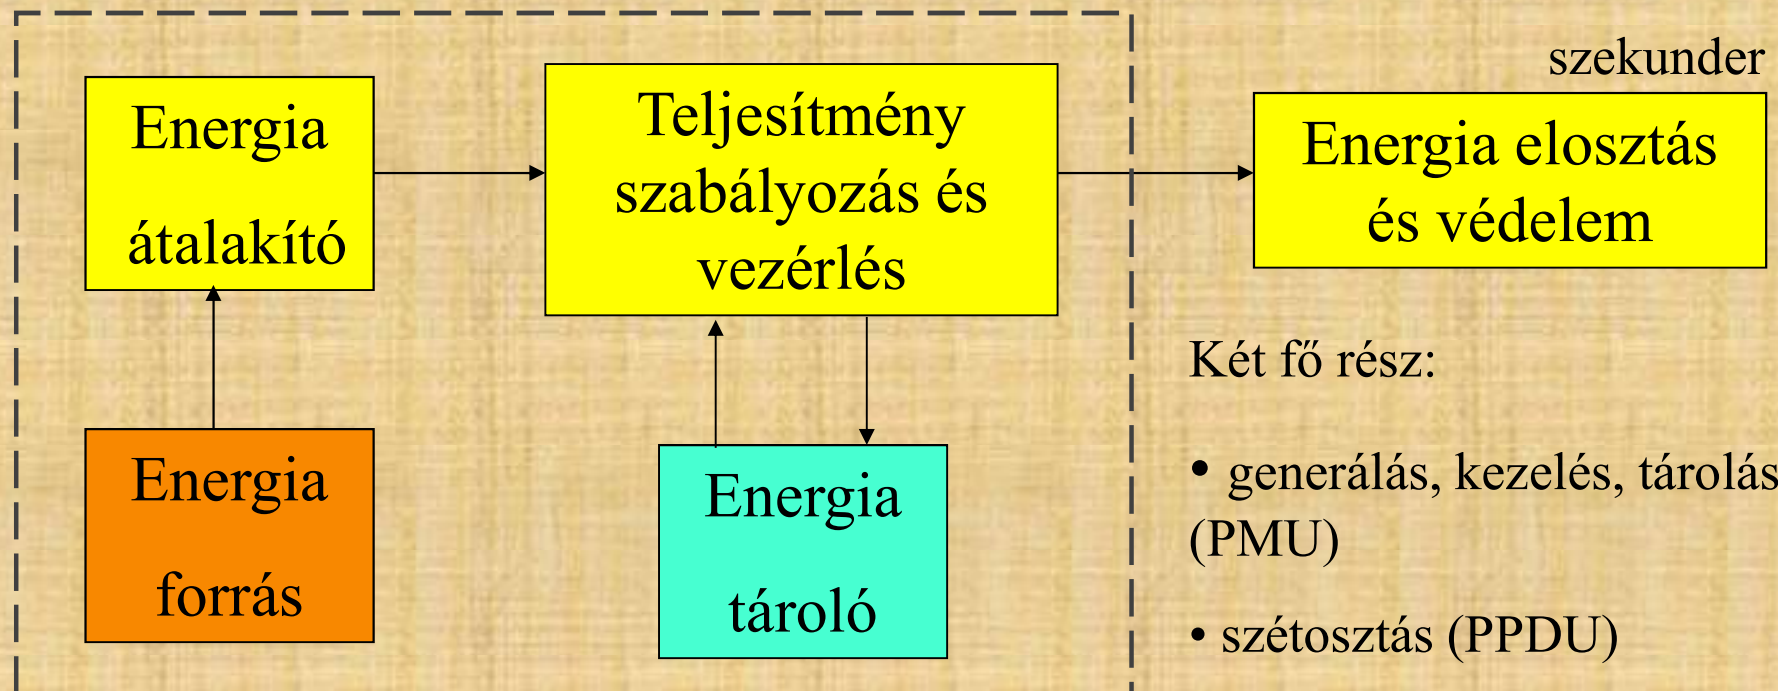 Energia
átalakító
Teljesítmény
szabályozás és
vezérlés
szekunder
Energia elosztás
és védelem
Energia
forrás
Energia
tároló
Két fő rész:
• generálás, kezelés, tárolás
(PMU)
• szétosztás (PPDU)